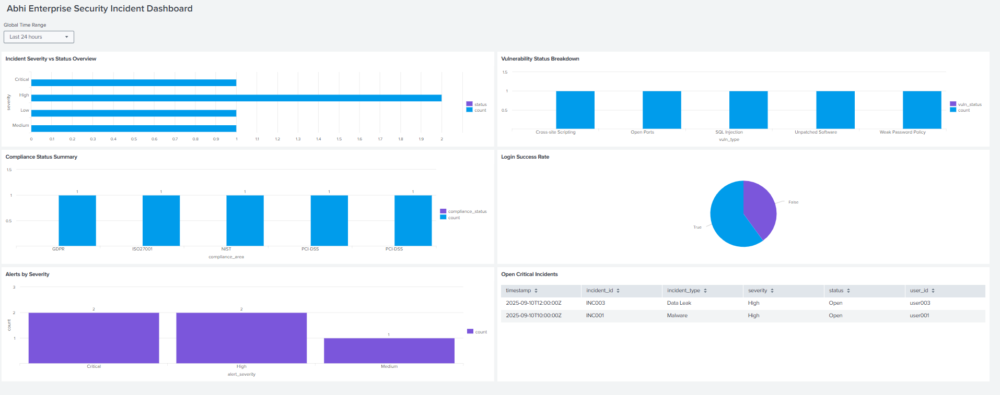 Abhi Enterprise Security Incident Dashboard
Global Time Range
Last 24 hours
Incident Severity vs Status Overview
severity
Critical
High
Low
Medium
0 0.1 0.2 0.3 0.4 0.5 0.6 0.7 0.8 0.9 1 1.1 1.2 1.3 1.4 1.5 1.6 1.7 1.8 1.9 2
status
count
Vulnerability Status Breakdown
1.5
1
0.5
Cross-site Scripting Open Ports SQL Injection Unpatched Software Weak Password Policy
vuln_type
vuln_status
count
Compliance Status Summary
1.5
1
0.5
1 1 1 1 1
GDPR ISO27001 NIST PCI-DSS PCI-DSS
compliance_area
compliance_status
count
Login Success Rate
False
True
Alerts by Severity
count
3
2
1
2 2 1
Critical High Medium
alert_severity
count
Open Critical Incidents
timestamp incident_id incident_type severity status user_id
2025-09-10T12:00:00Z INC003 Data Leak High Open user003
2025-09-10T10:00:00Z INC001 Malware High Open user001